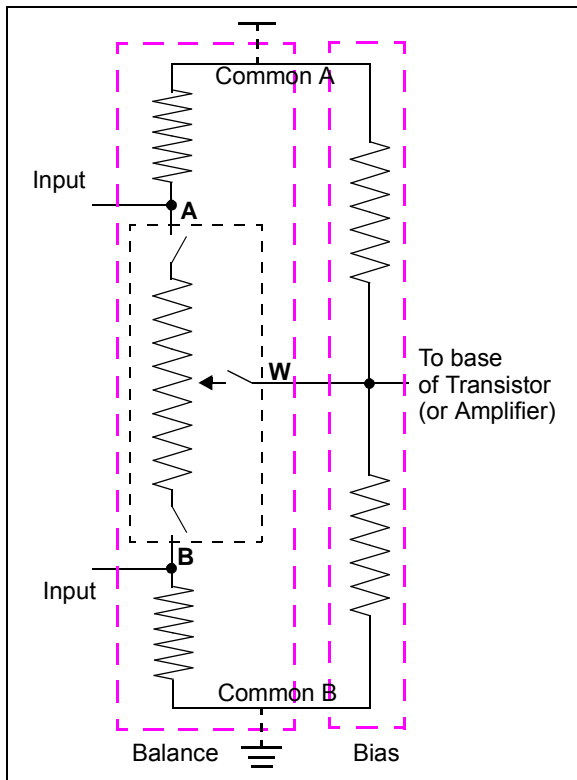 Common A
Input
A
W
To base
of Transistor
(or Amplifier)
B
Input
Common B
Balance
Bias